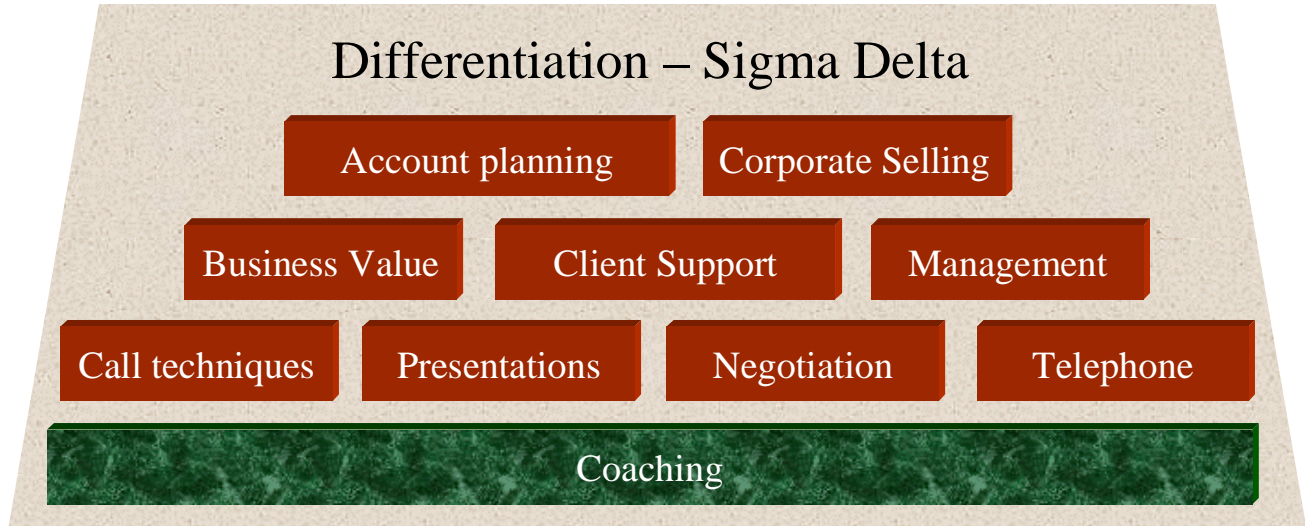 Differentiation – Sigma Delta
Account planning
Corporate Selling
Business Value
Client Support
Management
Call techniques
Presentations
Negotiation
Telephone
Coaching